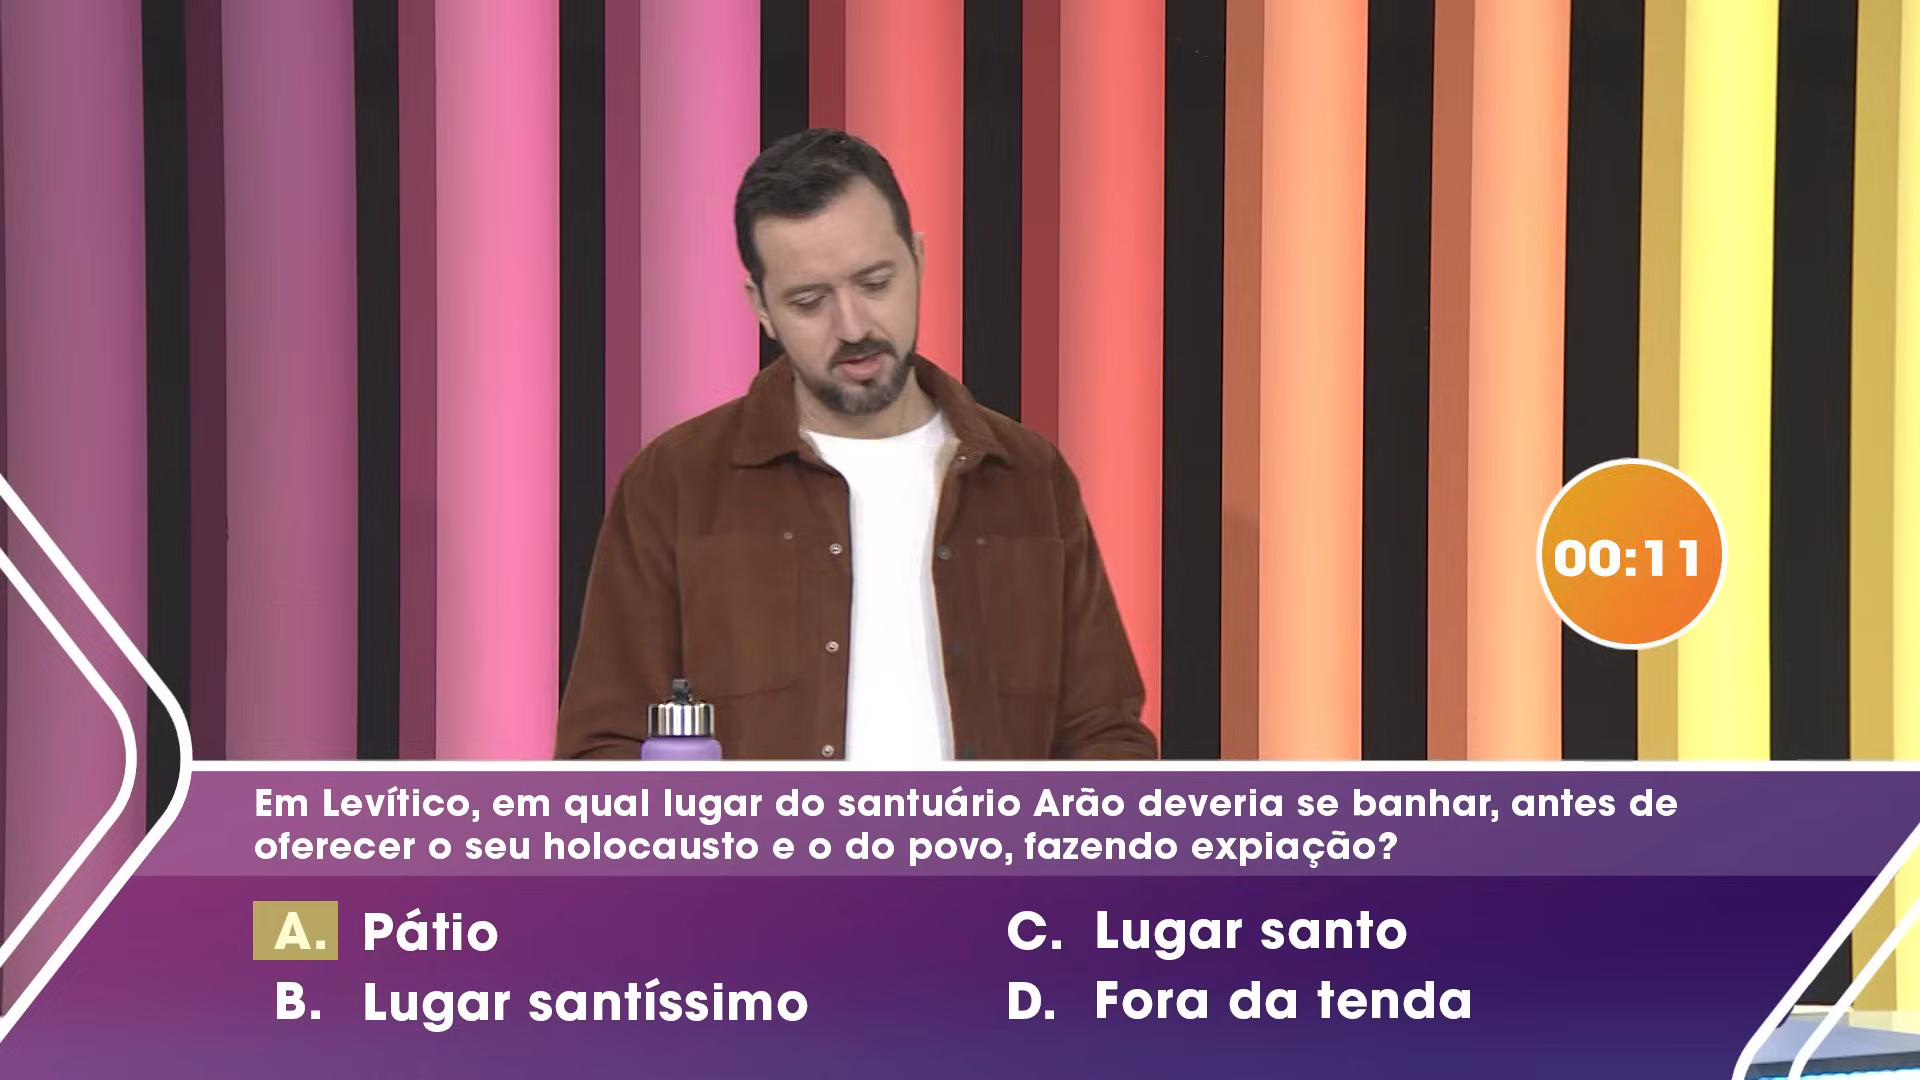 00:11
Em Levítico, em qual lugar do santuário Arão deveria se banhar, antes de
oferecer o seu holocausto e o do povo, fazendo expiação?
A. Pátio
B. Lugar santíssimo
C. Lugar santo
D. Fora da tenda